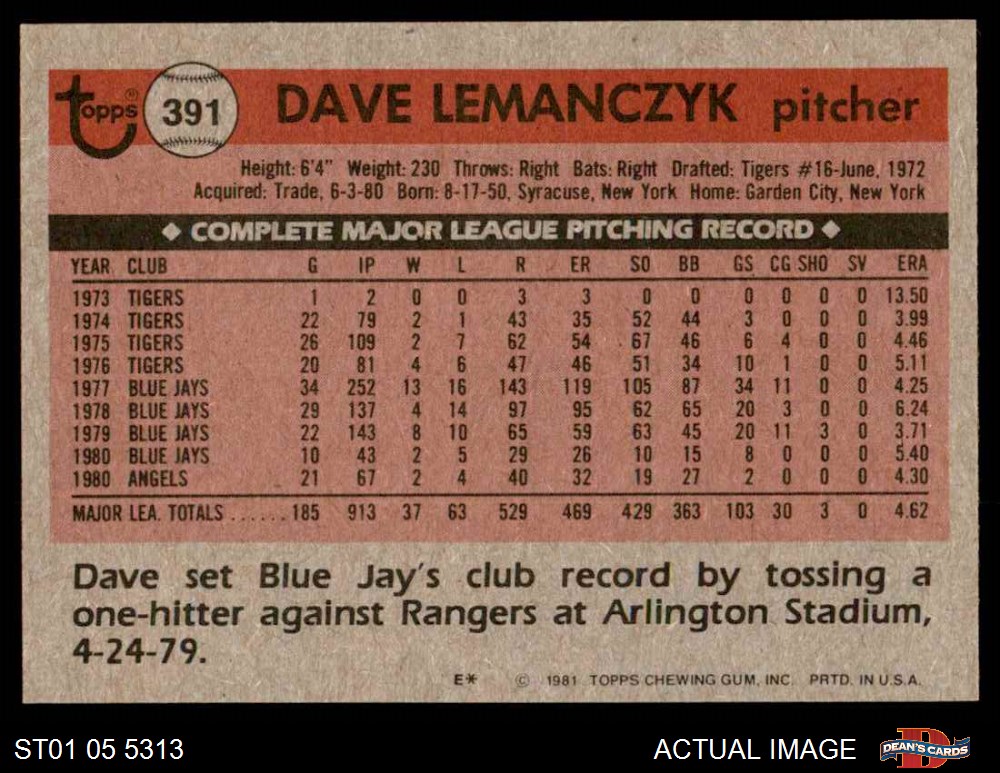 Topps® 391 DAVE LEMANCZYK pitcher
Height: 6'4" Weight: 230 Throws: Right Bats: Right Drafted: Tigers #16-June, 1972
Acquired: Trade, 6-3-80 Born: 8-17-50, Syracuse, New York Home: Garden City, New York
◆ COMPLETE MAJOR LEAGUE PITCHING RECORD ◆
YEAR CLUB G IP W L R ER SO BB GS CG SHO SV ERA
1973 TIGERS 1 2 0 0 3 3 0 0 0 0 0 0 13.50
1974 TIGERS 22 79 2 1 43 35 52 44 3 0 0 0 3.99
1975 TIGERS 26 109 2 7 62 54 67 46 6 4 0 0 4.46
1976 TIGERS 20 81 4 6 47 46 51 34 10 1 0 0 5.11
1977 BLUE JAYS 34 252 13 16 143 119 105 87 34 11 0 0 4.25
1978 BLUE JAYS 29 137 4 14 97 95 62 65 20 3 0 0 6.24
1979 BLUE JAYS 22 143 8 10 65 59 63 45 20 11 3 0 3.71
1980 BLUE JAYS 10 43 2 5 29 26 10 15 8 0 0 0 5.40
1980 ANGELS 21 67 2 4 40 32 19 27 2 0 0 0 4.30
MAJOR LEA. TOTALS ...... 185 913 37 63 529 469 429 363 103 30 3 0 4.62
Dave set Blue Jay's club record by tossing a
one-hitter against Rangers at Arlington Stadium,
4-24-79.
E* © 1981 TOPPS CHEWING GUM, INC. PRTD. IN U.S.A.
ST01 05 5313 ACTUAL IMAGE D DEAN'S CARDS